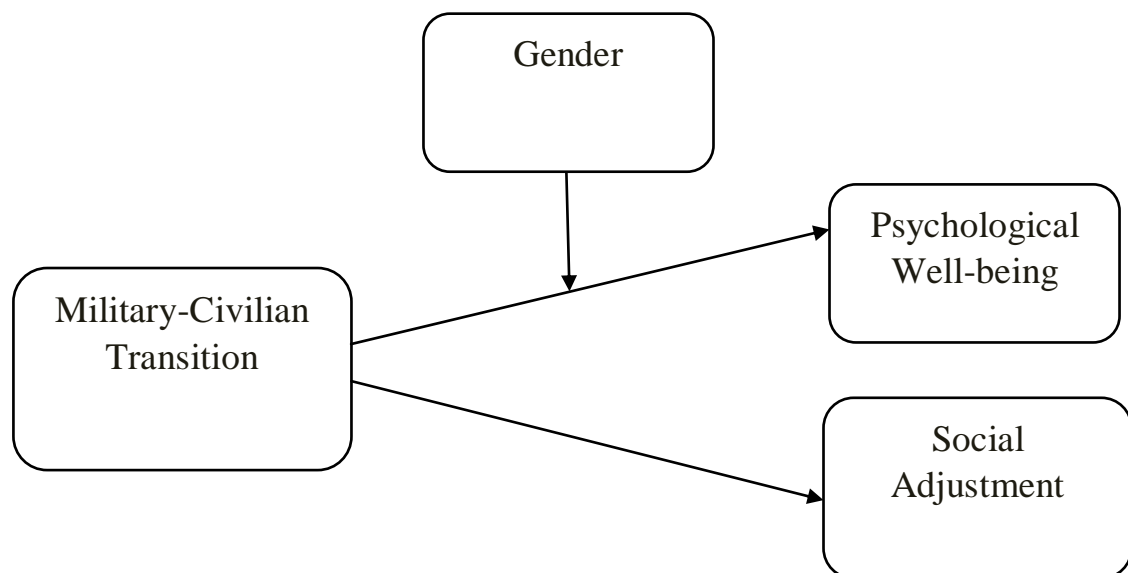 Gender
Psychological
Well-being
Military-Civilian
Transition
Social
Adjustment